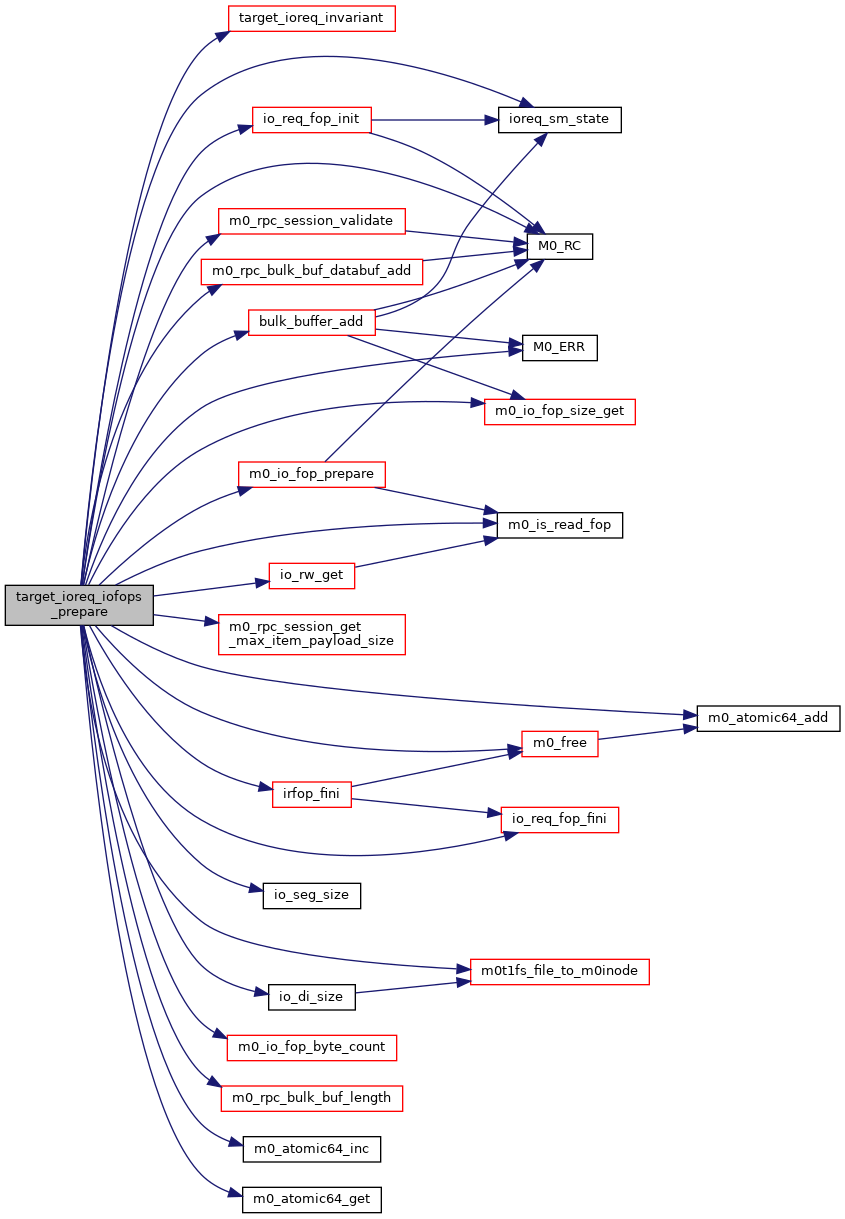 target_ioreq_invariant
io_req_fop_init
ioreq_sm_state
m0_rpc_session_validate
M0_RC
m0_rpc_bulk_buf_databuf_add
bulk_buffer_add
M0_ERR
m0_io_fop_size_get
m0_io_fop_prepare
m0_is_read_fop
io_rw_get
target_ioreq_iofops
_prepare
m0_rpc_session_get
_max_item_payload_size
m0_atomic64_add
m0_free
irfop_fini
io_req_fop_fini
io_seg_size
m0t1fs_file_to_m0inode
io_di_size
m0_io_fop_byte_count
m0_rpc_bulk_buf_length
m0_atomic64_inc
m0_atomic64_get